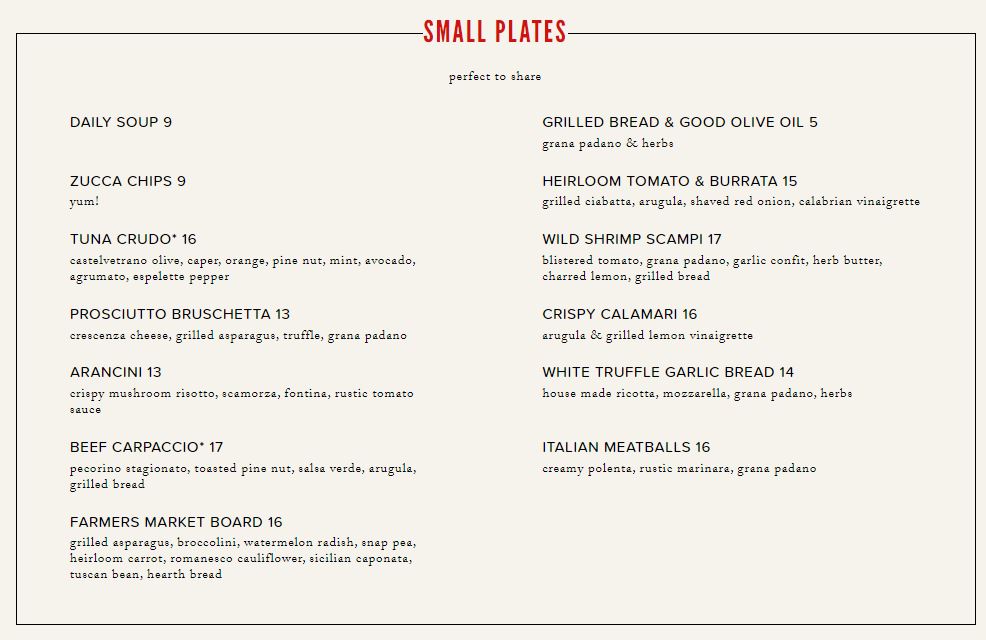 SMALL PLATES
perfect to share
DAILY SOUP 9
ZUCCA CHIPS 9
yum!
TUNA CRUDO* 16
castelvetrano olive, caper, orange, pine nut, mint, avocado,
agrumato, espelette pepper
PROSCIUTTO BRUSCHETTA 13
crescenza cheese, grilled asparagus, truffle, grana padano
ARANCINI 13
crispy mushroom risotto, scamorza, fontina, rustic tomato
sauce
BEEF CARPACCIO* 17
pecorino stagionato, toasted pine nut, salsa verde, arugula,
grilled bread
FARMERS MARKET BOARD 16
grilled asparagus, broccolini, watermelon radish, snap pea,
heirloom carrot, romanesco cauliflower, sicilian caponata,
tuscan bean, hearth bread
GRILLED BREAD & GOOD OLIVE OIL 5
grana padano & herbs
HEIRLOOM TOMATO & BURRATA 15
grilled ciabatta, arugula, shaved red onion, calabrian vinaigrette
WILD SHRIMP SCAMPI 17
blistered tomato, grana padano, garlic confit, herb butter,
charred lemon, grilled bread
CRISPY CALAMARI 16
arugula & grilled lemon vinaigrette
WHITE TRUFFLE GARLIC BREAD 14
house made ricotta, mozzarella, grana padano, herbs
ITALIAN MEATBALLS 16
creamy polenta, rustic marinara, grana padano